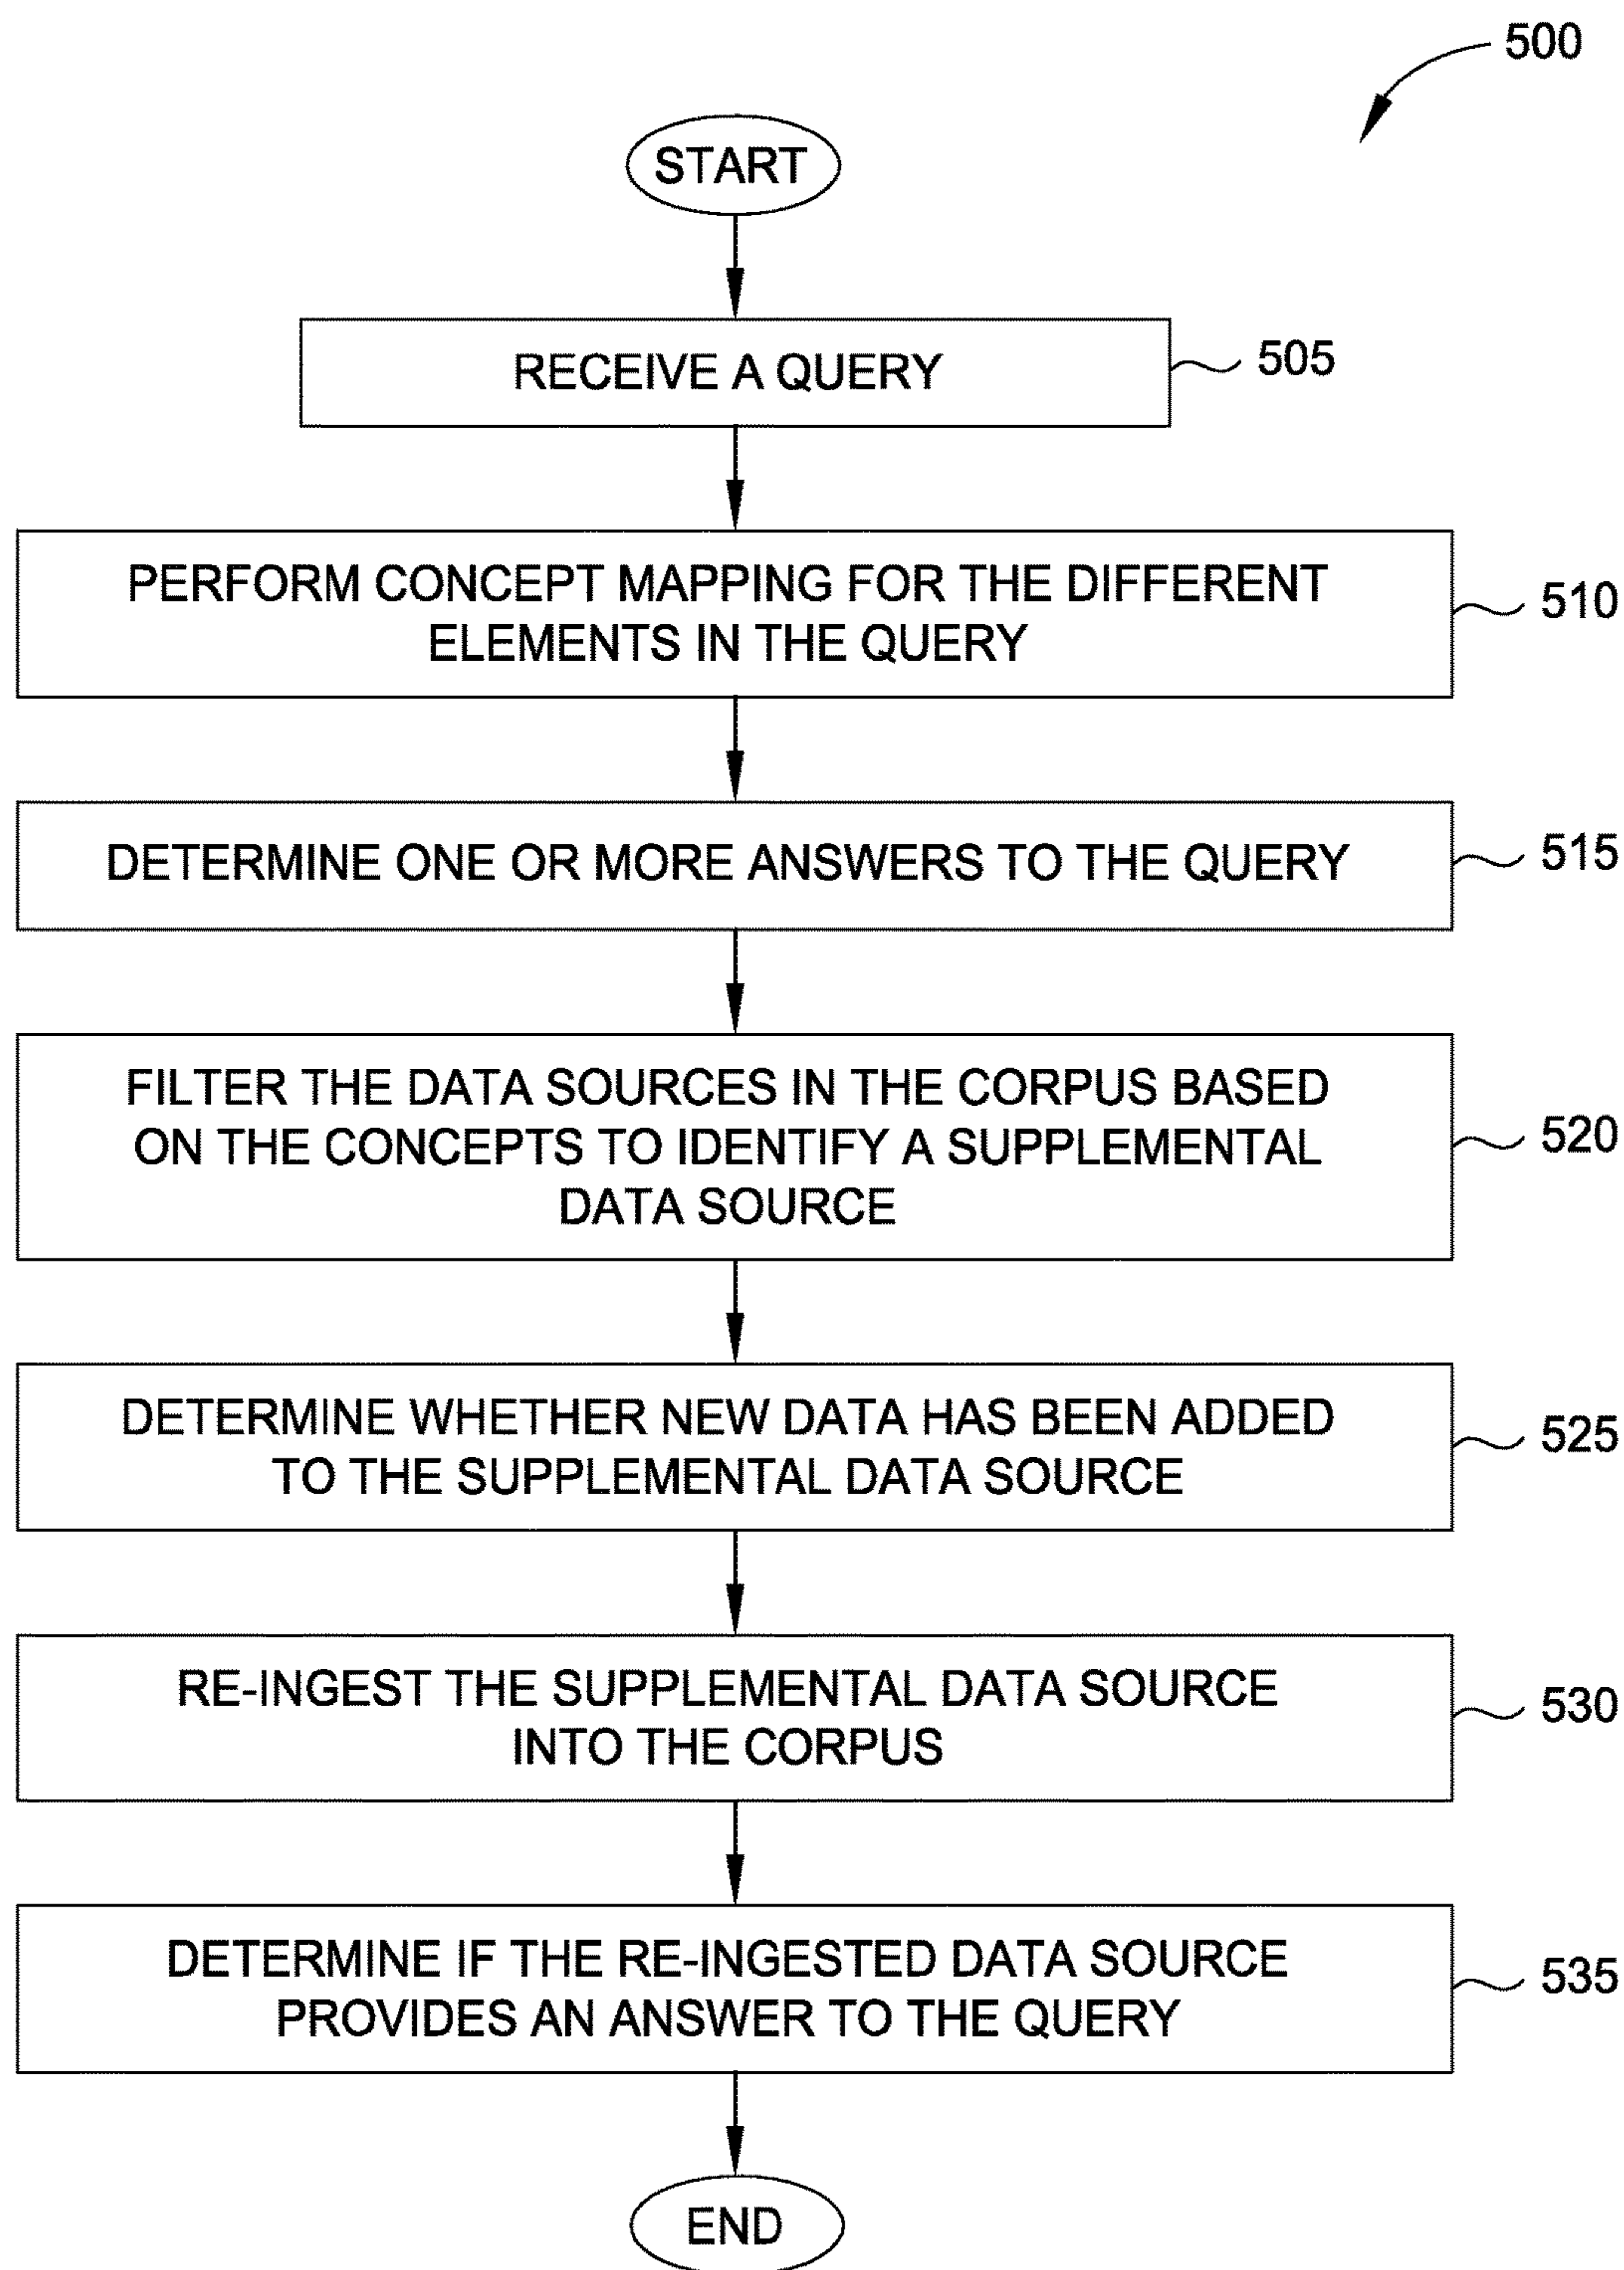 500
START
RECEIVE A QUERY
505
PERFORM CONCEPT MAPPING FOR THE DIFFERENT
ELEMENTS IN THE QUERY
510
DETERMINE ONE OR MORE ANSWERS TO THE QUERY
515
FILTER THE DATA SOURCES IN THE CORPUS BASED
ON THE CONCEPTS TO IDENTIFY A SUPPLEMENTAL
DATA SOURCE
520
DETERMINE WHETHER NEW DATA HAS BEEN ADDED
TO THE SUPPLEMENTAL DATA SOURCE
525
RE-INGEST THE SUPPLEMENTAL DATA SOURCE
INTO THE CORPUS
530
DETERMINE IF THE RE-INGESTED DATA SOURCE
PROVIDES AN ANSWER TO THE QUERY
535
END